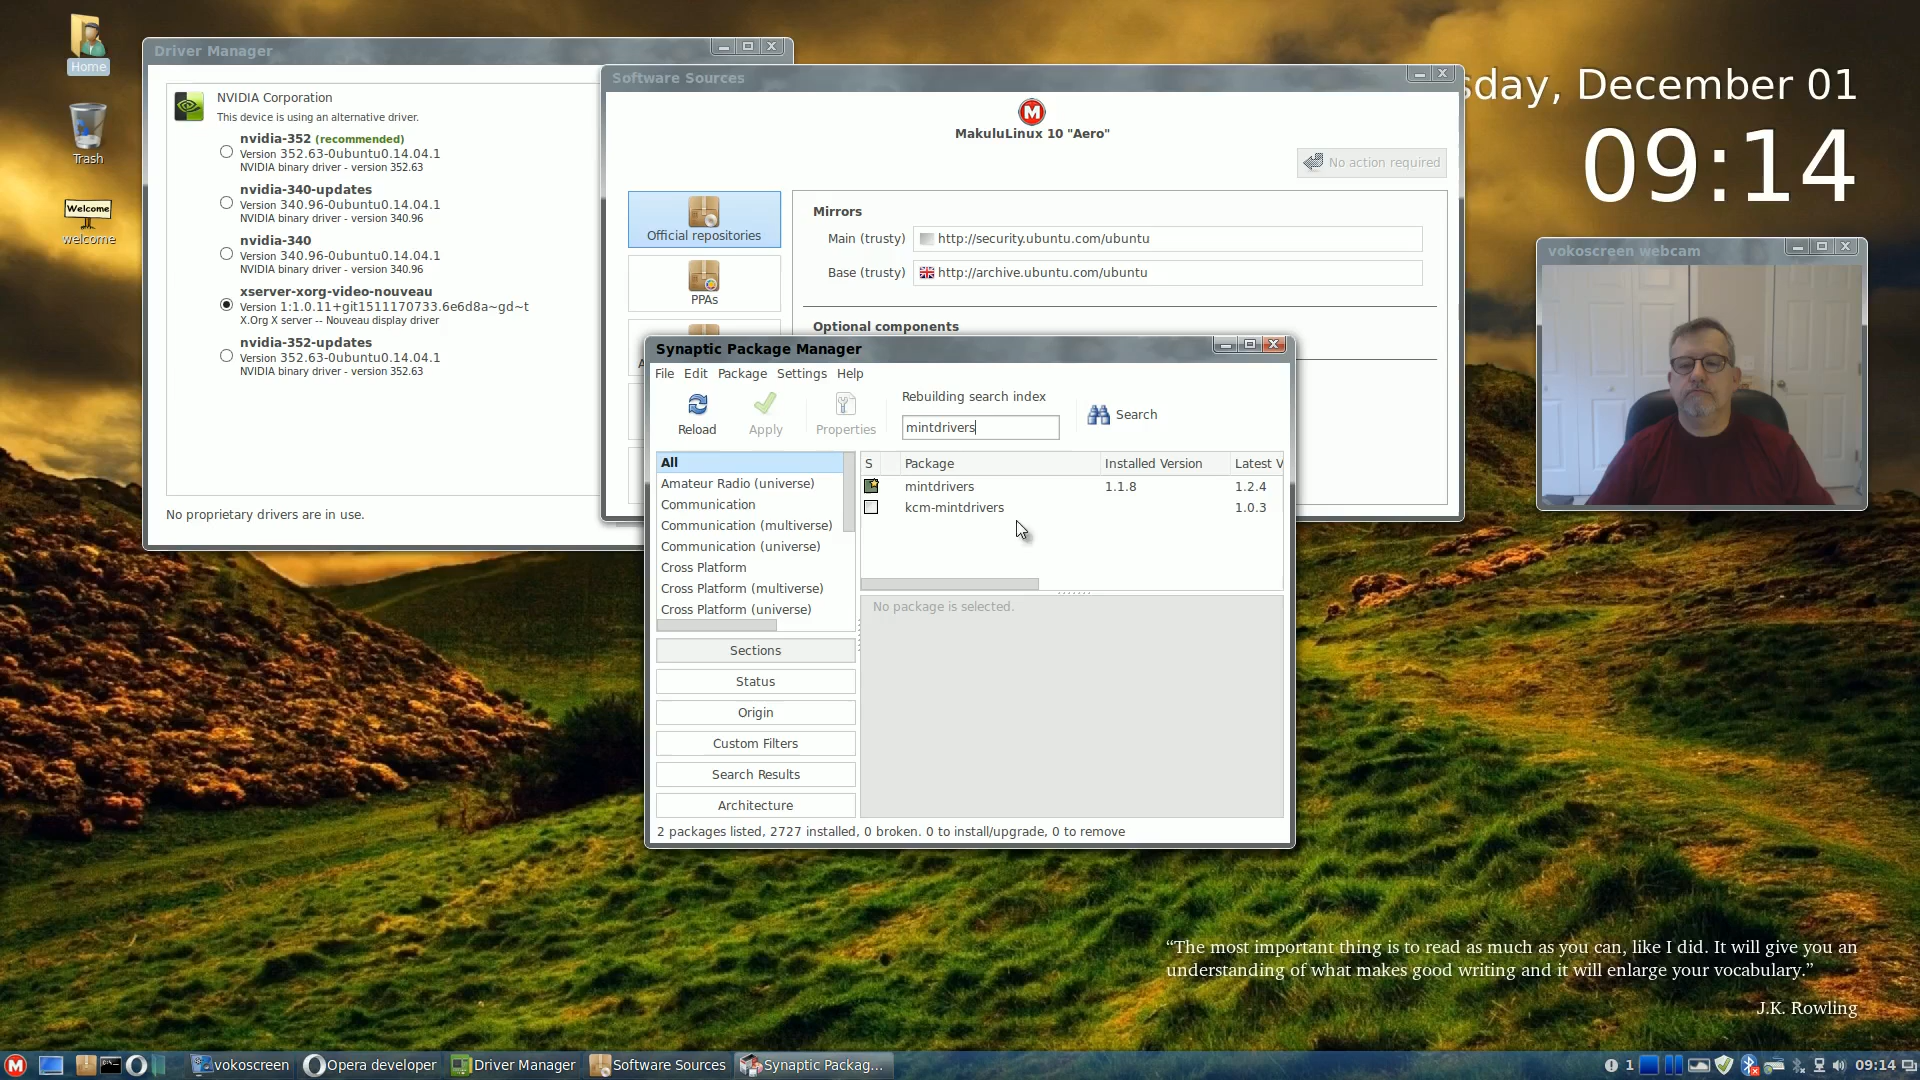 Home
Trash
Welcome
welcome
Driver Manager
NVIDIA Corporation
This device is using an alternative driver.
nvidia-352 (recommended)
Version 352.63-0ubuntu0.14.04.1
NVIDIA binary driver - version 352.63
nvidia-340-updates
Version 340.96-0ubuntu0.14.04.1
NVIDIA binary driver - version 340.96
nvidia-340
Version 340.96-0ubuntu0.14.04.1
NVIDIA binary driver - version 340.96
xserver-xorg-video-nouveau
Version 1:1.0.11+git1511170733.6e6d8a~gd~t
X.Org X server -- Nouveau display driver
nvidia-352-updates
Version 352.63-0ubuntu0.14.04.1
NVIDIA binary driver - version 352.63
No proprietary drivers are in use.
Software Sources
M
MakuluLinux 10 "Aero"
No action required
Official repositories
PPAs
Mirrors
Main (trusty) http://security.ubuntu.com/ubuntu
Base (trusty) http://archive.ubuntu.com/ubuntu
Optional components
Synaptic Package Manager
File Edit Package Settings Help
Reload
Apply
Properties
Rebuilding search index
mintdrivers
Search
All
Amateur Radio (universe)
Communication
Communication (multiverse)
Communication (universe)
Cross Platform
Cross Platform (multiverse)
Cross Platform (universe)
Sections
Status
Origin
Custom Filters
Search Results
Architecture
S Package Installed Version Latest V
mintdrivers 1.1.8 1.2.4
kcm-mintdrivers 1.0.3
No package is selected.
2 packages listed, 2727 installed, 0 broken. 0 to install/upgrade, 0 to remove
sday, December 01
09:14
vokoscreen webcam
“The most important thing is to read as much as you can, like I did. It will give you an
understanding of what makes good writing and it will enlarge your vocabulary.”
J.K. Rowling
M
vokoscreen
Opera developer
Driver Manager
Software Sources
Synaptic Packag...
1
09:14